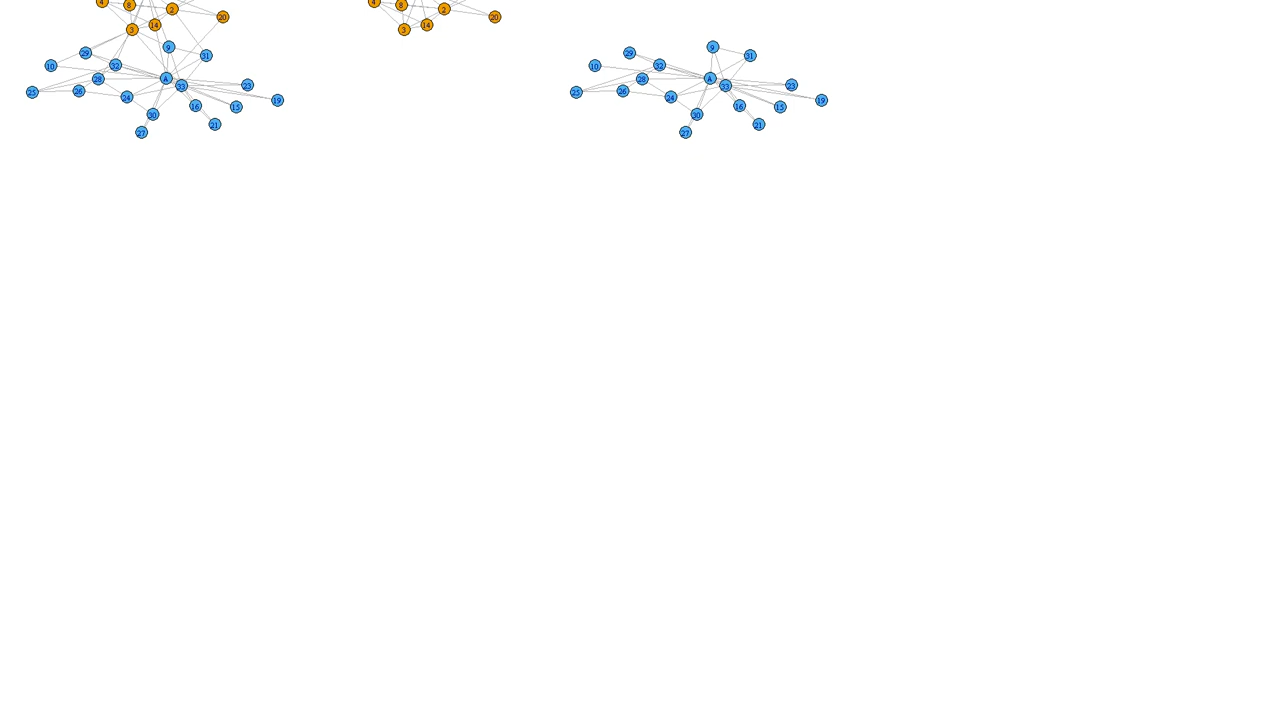 4 8 2 20 4 8 2 20
3 14 3 14
9 9
29 31 29 31
10 32 10 32
28 A 33 23 28 A 33 23
25 26 24 19 25 26 24 19
16 15 16 15
30 30
27 21 27 21